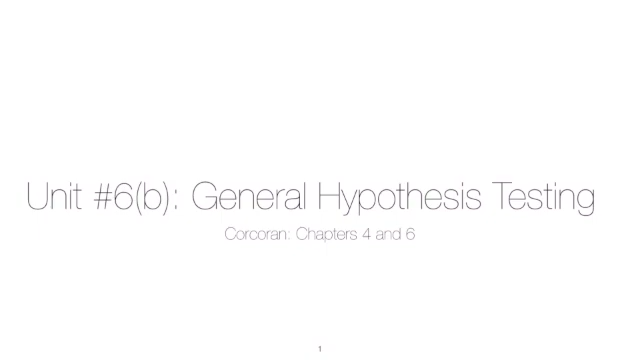 Unit #6(b): General Hypothesis Testing
Corcoran: Chapters 4 and 6
1